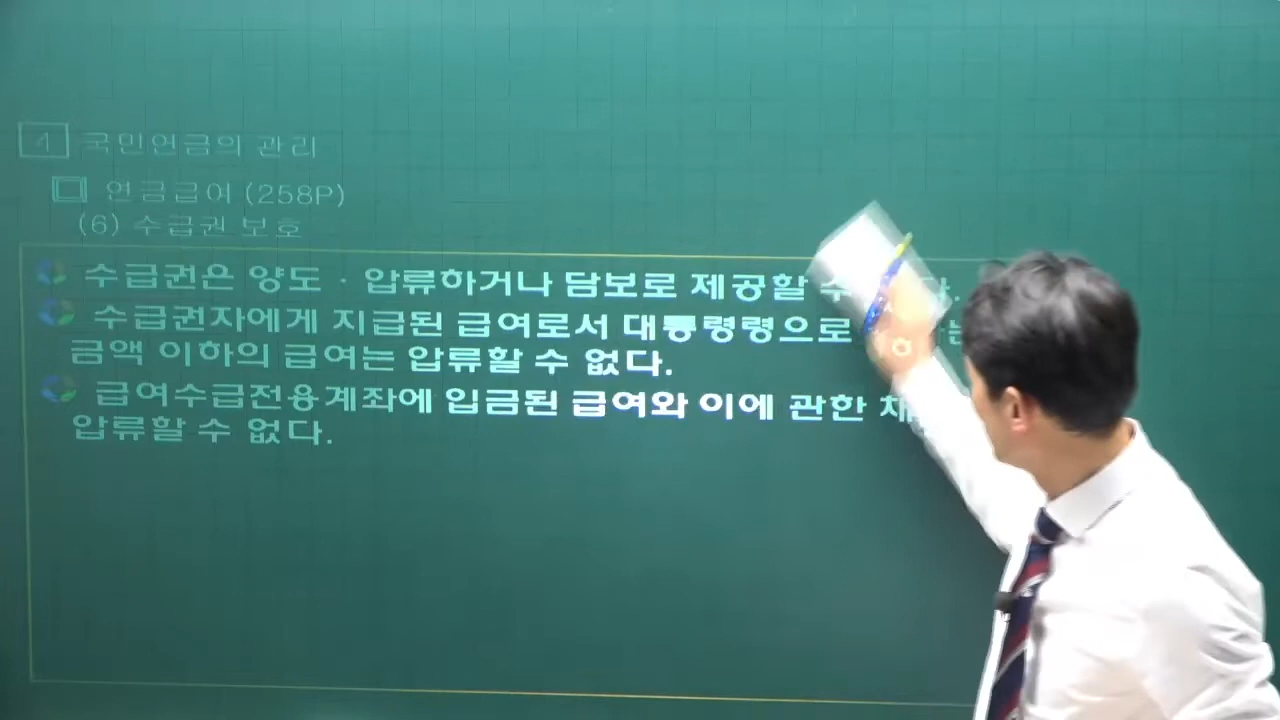 4 국민연금의 관리
연금급여 (258P)
(6) 수급권 보호
수급권은 양도 · 압류하거나 담보로 제공할 수
수급권자에게 지급된 급여로서 대통령령으로
금액 이하의 급여는 압류할 수 없다.
급여수급전용계좌에 입금된 급여와 이에 관한
압류할 수 없다.